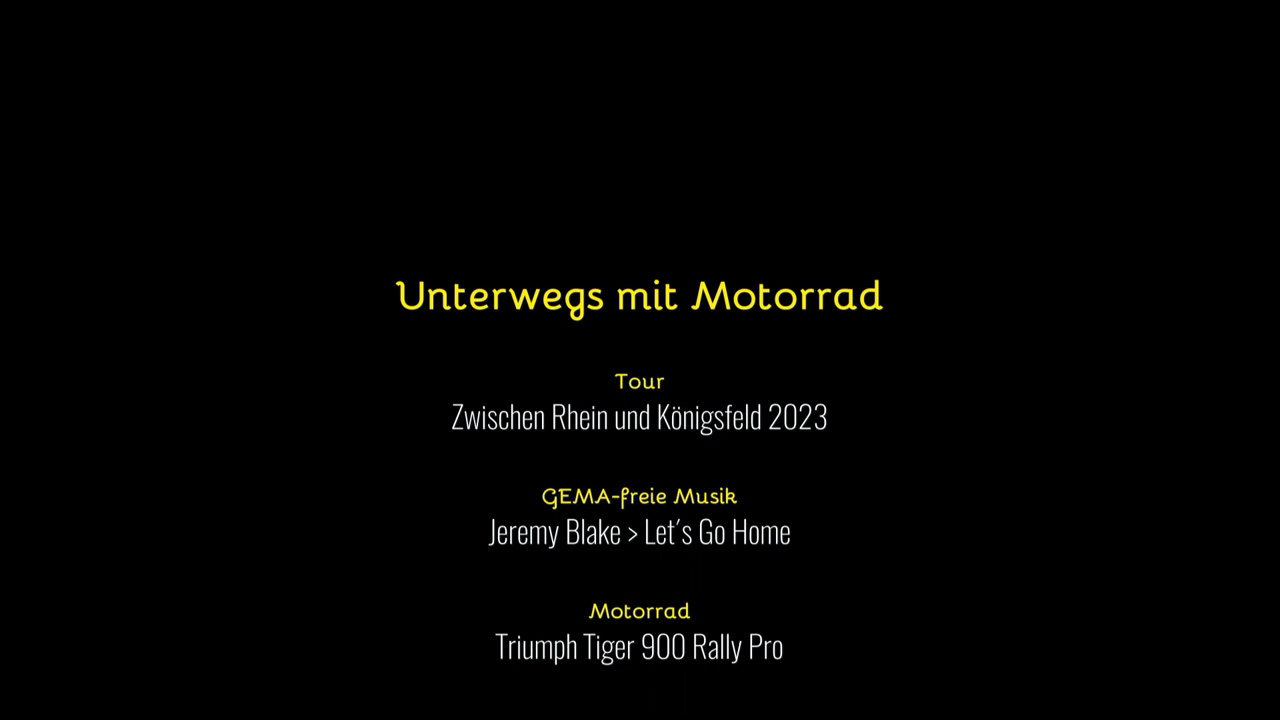 Unterwegs mit Motorrad
Tour
Zwischen Rhein und Königsfeld 2023
GEMA-freie Musik
Jeremy Blake > Let´s Go Home
Motorrad
Triumph Tiger 900 Rally Pro